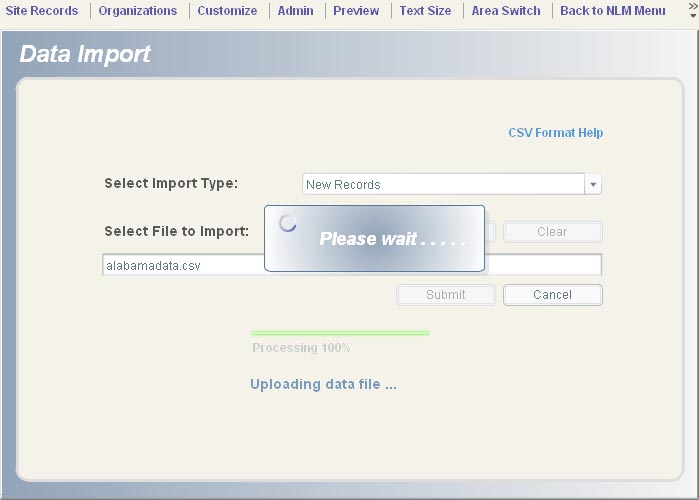 Site Records Organizations Customize Admin Preview Text Size Area Switch Back to NLM Menu
Data Import
CSV Format Help
Select Import Type: New Records
Select File to Import: Clear
Please wait . . . . .
alabamadata.csv
Submit Cancel
Processing 100%
Uploading data file ...